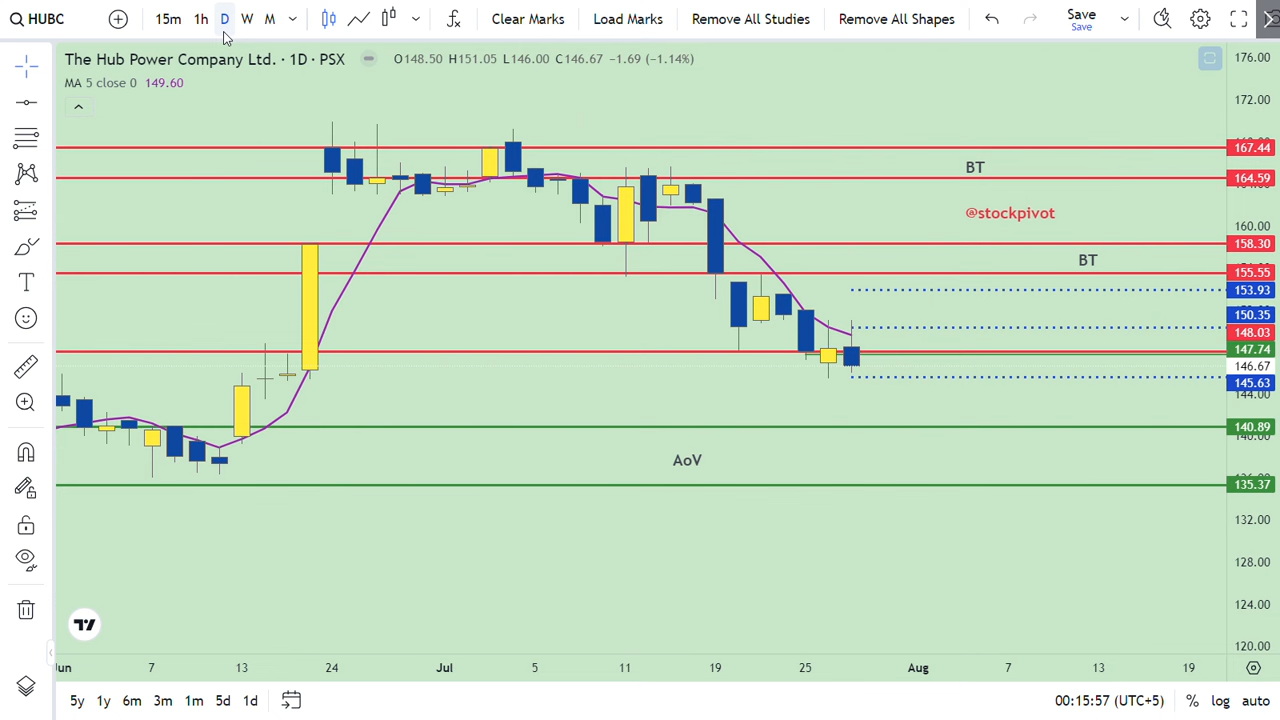 HUBC 15m 1h D W M Clear Marks Load Marks Remove All Studies Remove All Shapes Save
Save
The Hub Power Company Ltd. · 1D · PSX O148.50 H151.05 L146.00 C146.67 −1.69 (−1.14%)
MA 5 close 0 149.60
176.00
172.00
167.44
BT
164.59
@stockpivot
160.00
158.30
BT
155.55
153.93
150.35
148.03
147.74
146.67
145.63
144.00
140.89
140.00
AoV
135.37
132.00
128.00
124.00
120.00
Jun 7 13 24 Jul 5 11 19 25 Aug 7 13 19
5y 1y 6m 3m 1m 5d 1d 00:15:57 (UTC+5) % log auto